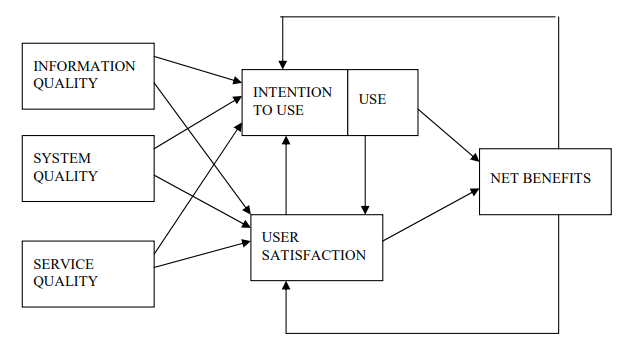 INFORMATION
QUALITY
INTENTION
TO USE
USE
SYSTEM
QUALITY
NET BENEFITS
USER
SATISFACTION
SERVICE
QUALITY